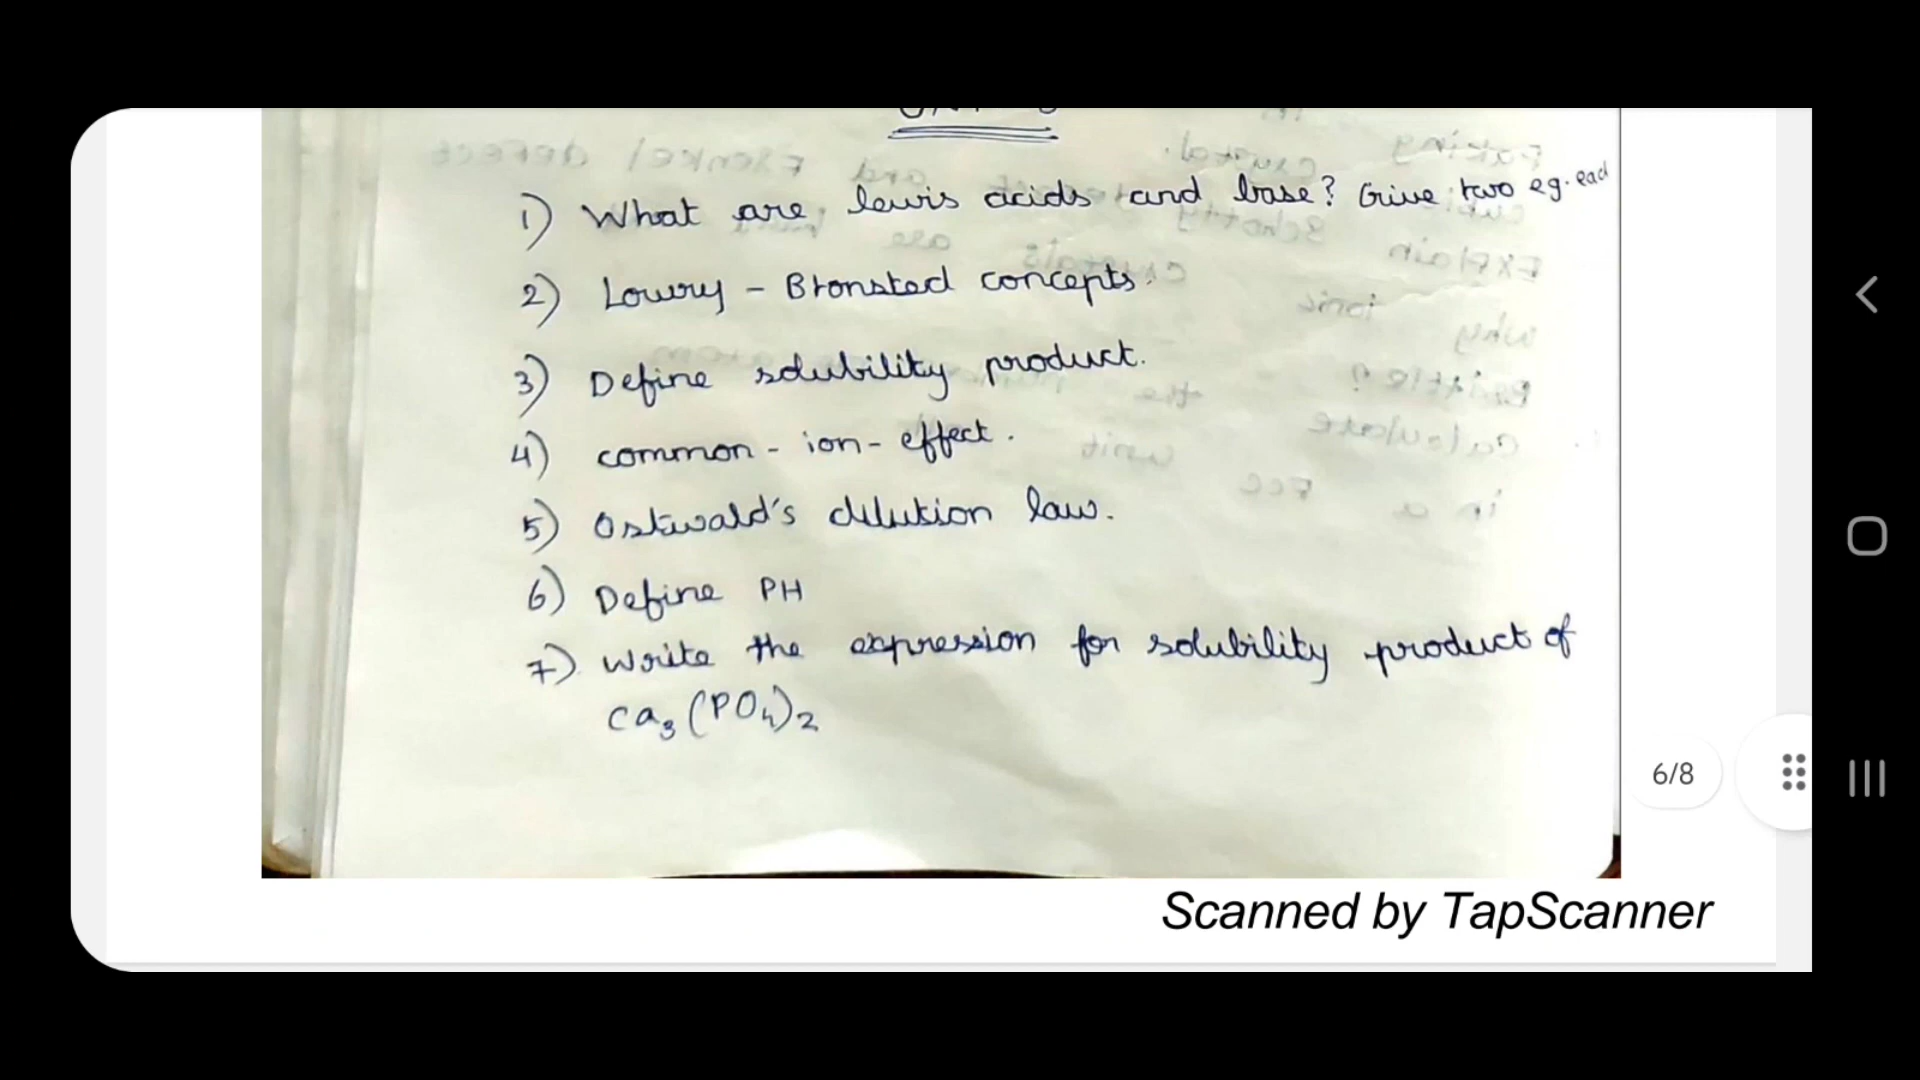 1) What are lewis acids and base? Give two eg. each
2) Lowry - Bronsted concepts.
3) Define solubility product.
4) common - ion - effect.
5) Ostwald's dilution law.
6) Define PH
7) Write the expression for solubility product of
Ca₃(PO₄)₂
6/8
Scanned by TapScanner